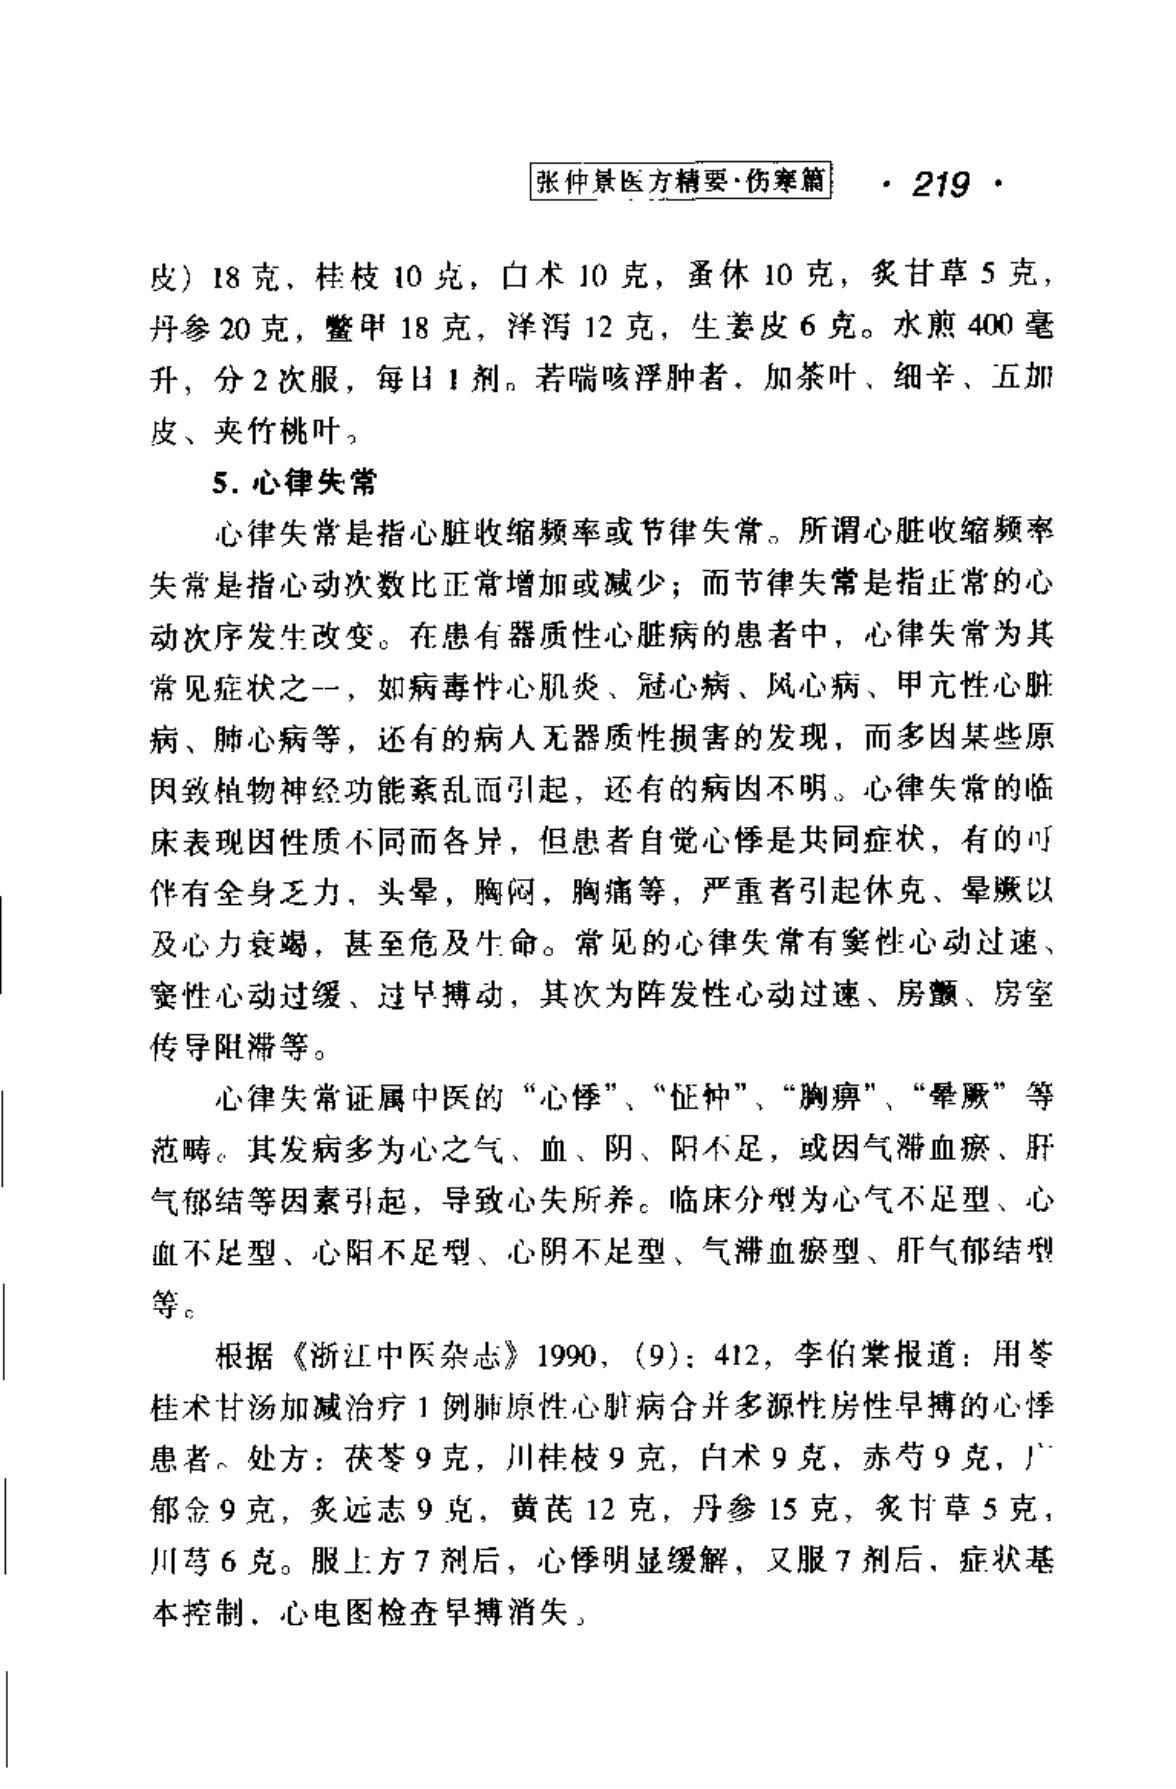 张仲景医方精要·伤寒篇 · 219 ·
皮）18克，桂枝10克，白术10克，蚤休10克，炙甘草5克，
丹参20克，鳖甲18克，泽泻12克，生姜皮6克。水煎400毫
升，分2次服，每日1剂。若喘咳浮肿者，加茶叶、细辛、五加
皮、夹竹桃叶。
5. 心律失常
心律失常是指心脏收缩频率或节律失常。所谓心脏收缩频率
失常是指心动次数比正常增加或减少；而节律失常是指正常的心
动次序发生改变。在患有器质性心脏病的患者中，心律失常为其
常见症状之一，如病毒性心肌炎、冠心病、风心病、甲亢性心脏
病、肺心病等，还有的病人无器质性损害的发现，而多因某些原
因致植物神经功能紊乱而引起，还有的病因不明。心律失常的临
床表现因性质不同而各异，但患者自觉心悸是共同症状，有的可
伴有全身乏力，头晕，胸闷，胸痛等，严重者引起休克、晕厥以
及心力衰竭，甚至危及生命。常见的心律失常有窦性心动过速、
窦性心动过缓、过早搏动，其次为阵发性心动过速、房颤、房室
传导阻滞等。
心律失常证属中医的“心悸”、“怔忡”、“胸痹”、“晕厥”等
范畴。其发病多为心之气、血、阴、阳不足，或因气滞血瘀、肝
气郁结等因素引起，导致心失所养。临床分型为心气不足型、心
血不足型、心阳不足型、心阴不足型、气滞血瘀型、肝气郁结型
等。
根据《浙江中医杂志》1990，（9）：412，李伯棠报道：用苓
桂术甘汤加减治疗1例肺原性心脏病合并多源性房性早搏的心悸
患者。处方：茯苓9克，川桂枝9克，白术9克，赤芍9克，广
郁金9克，炙远志9克，黄芪12克，丹参15克，炙甘草5克，
川芎6克。服上方7剂后，心悸明显缓解，又服7剂后，症状基
本控制，心电图检查早搏消失。